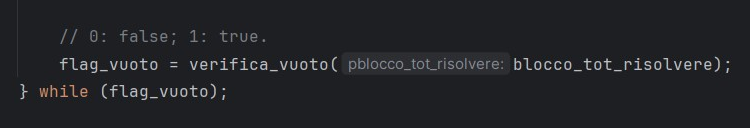 // 0: false; 1: true.
flag_vuoto = verifica_vuoto( pblocco_tot_risolvere: blocco_tot_risolvere);
} while (flag_vuoto);